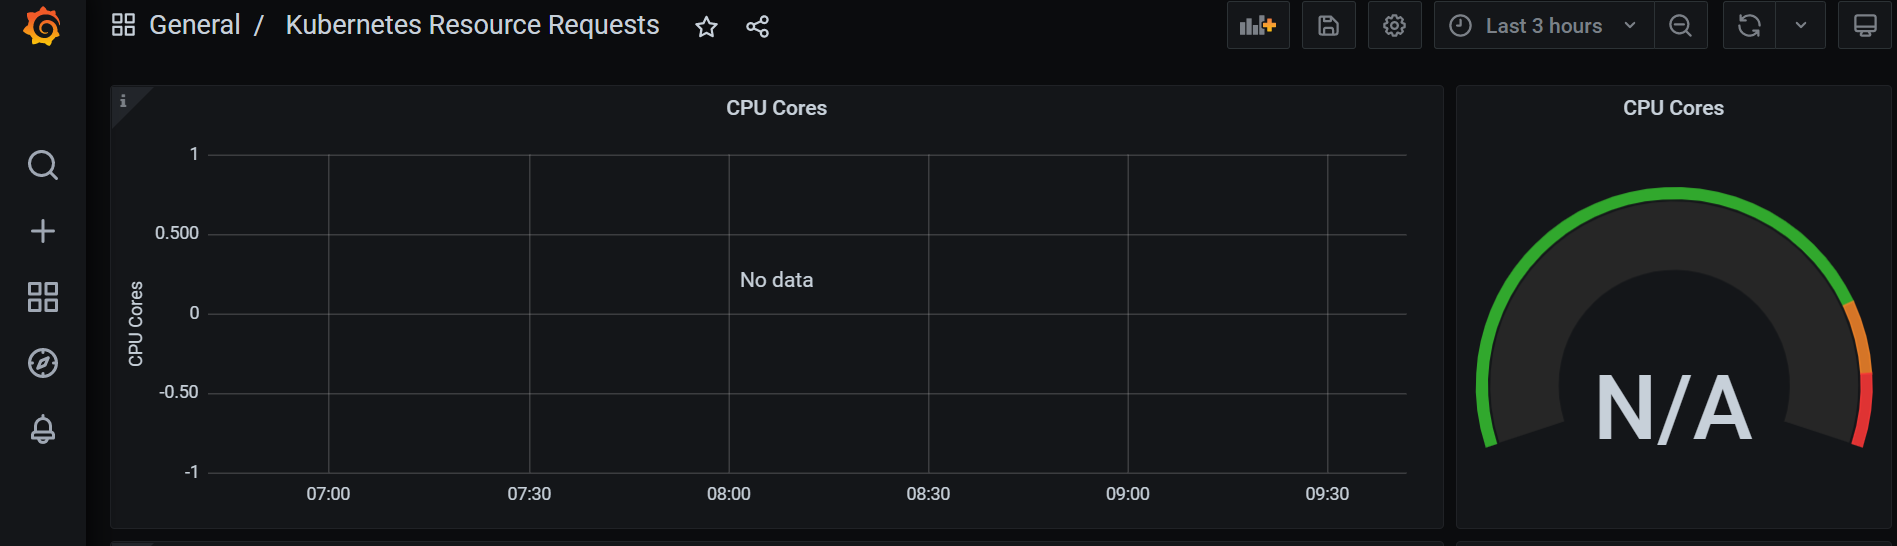 General / Kubernetes Resource Requests
Last 3 hours
i
CPU Cores
1
0.500
0
-0.50
-1
CPU Cores
No data
07:00 07:30 08:00 08:30 09:00 09:30
CPU Cores
N/A